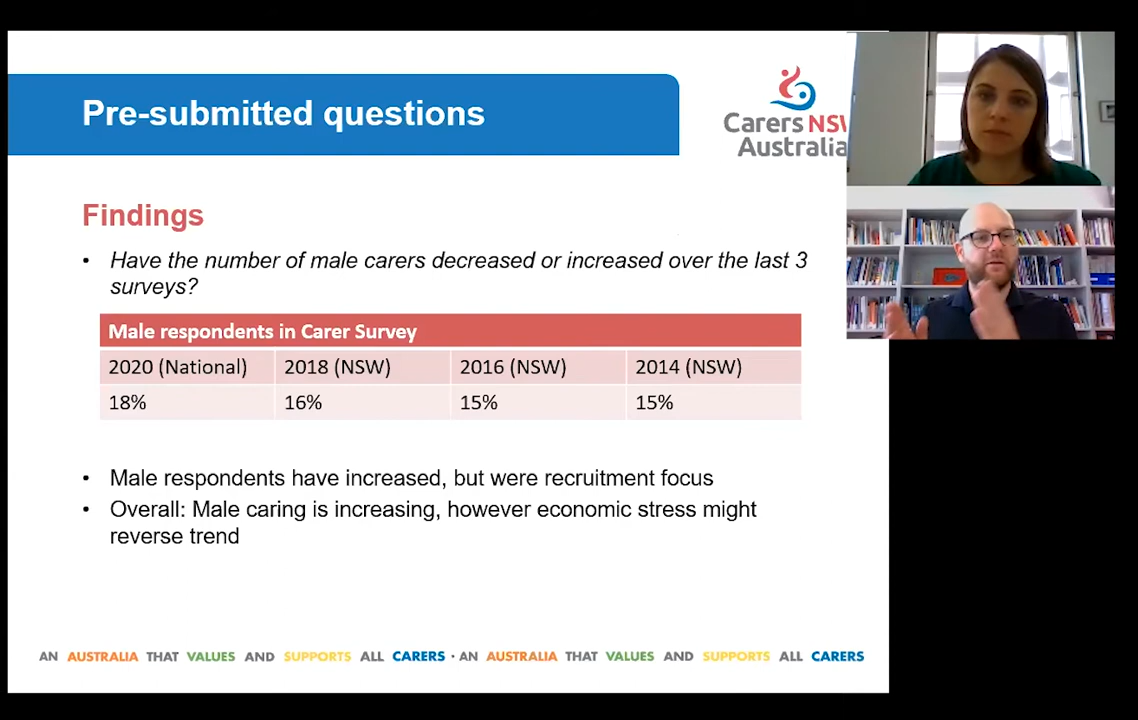 Pre-submitted questions
Carers NSW
Australia
Findings
• Have the number of male carers decreased or increased over the last 3
surveys?
Male respondents in Carer Survey
2020 (National) 2018 (NSW) 2016 (NSW) 2014 (NSW)
18% 16% 15% 15%
• Male respondents have increased, but were recruitment focus
• Overall: Male caring is increasing, however economic stress might
reverse trend
AN AUSTRALIA THAT VALUES AND SUPPORTS ALL CARERS · AN AUSTRALIA THAT VALUES AND SUPPORTS ALL CARERS